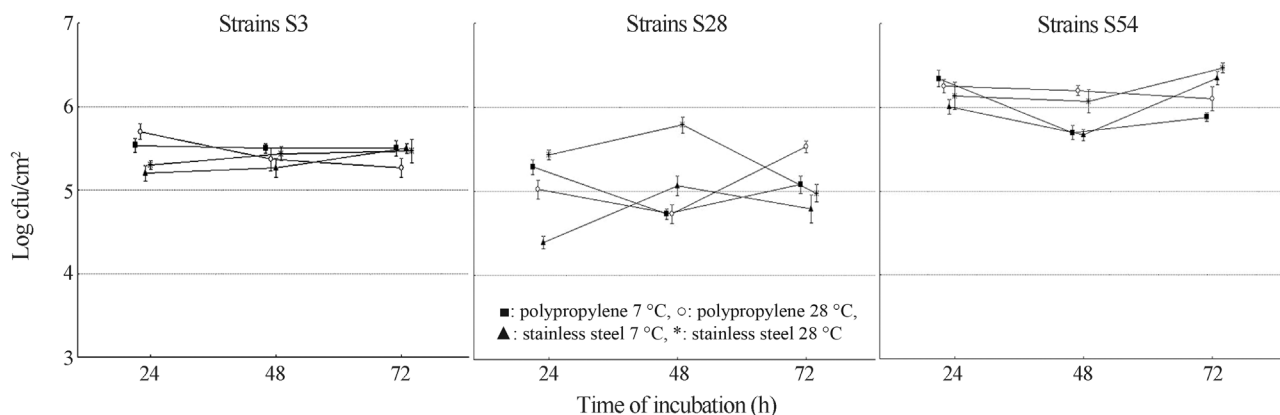 Strains S3
Strains S28
Strains S54
Log cfu/cm²
7
6
5
4
3
■: polypropylene 7 °C, ○: polypropylene 28 °C,
▲: stainless steel 7 °C, *: stainless steel 28 °C
24 48 72 24 48 72 24 48 72
Time of incubation (h)